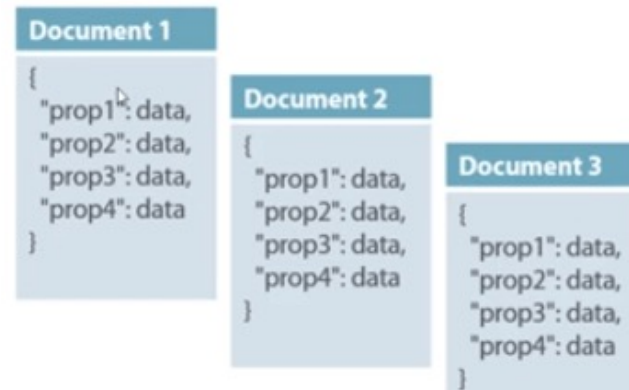 Document 1
{
"prop1": data,
"prop2": data,
"prop3": data,
"prop4": data
}
Document 2
{
"prop1": data,
"prop2": data,
"prop3": data,
"prop4": data
}
Document 3
{
"prop1": data,
"prop2": data,
"prop3": data,
"prop4": data
}